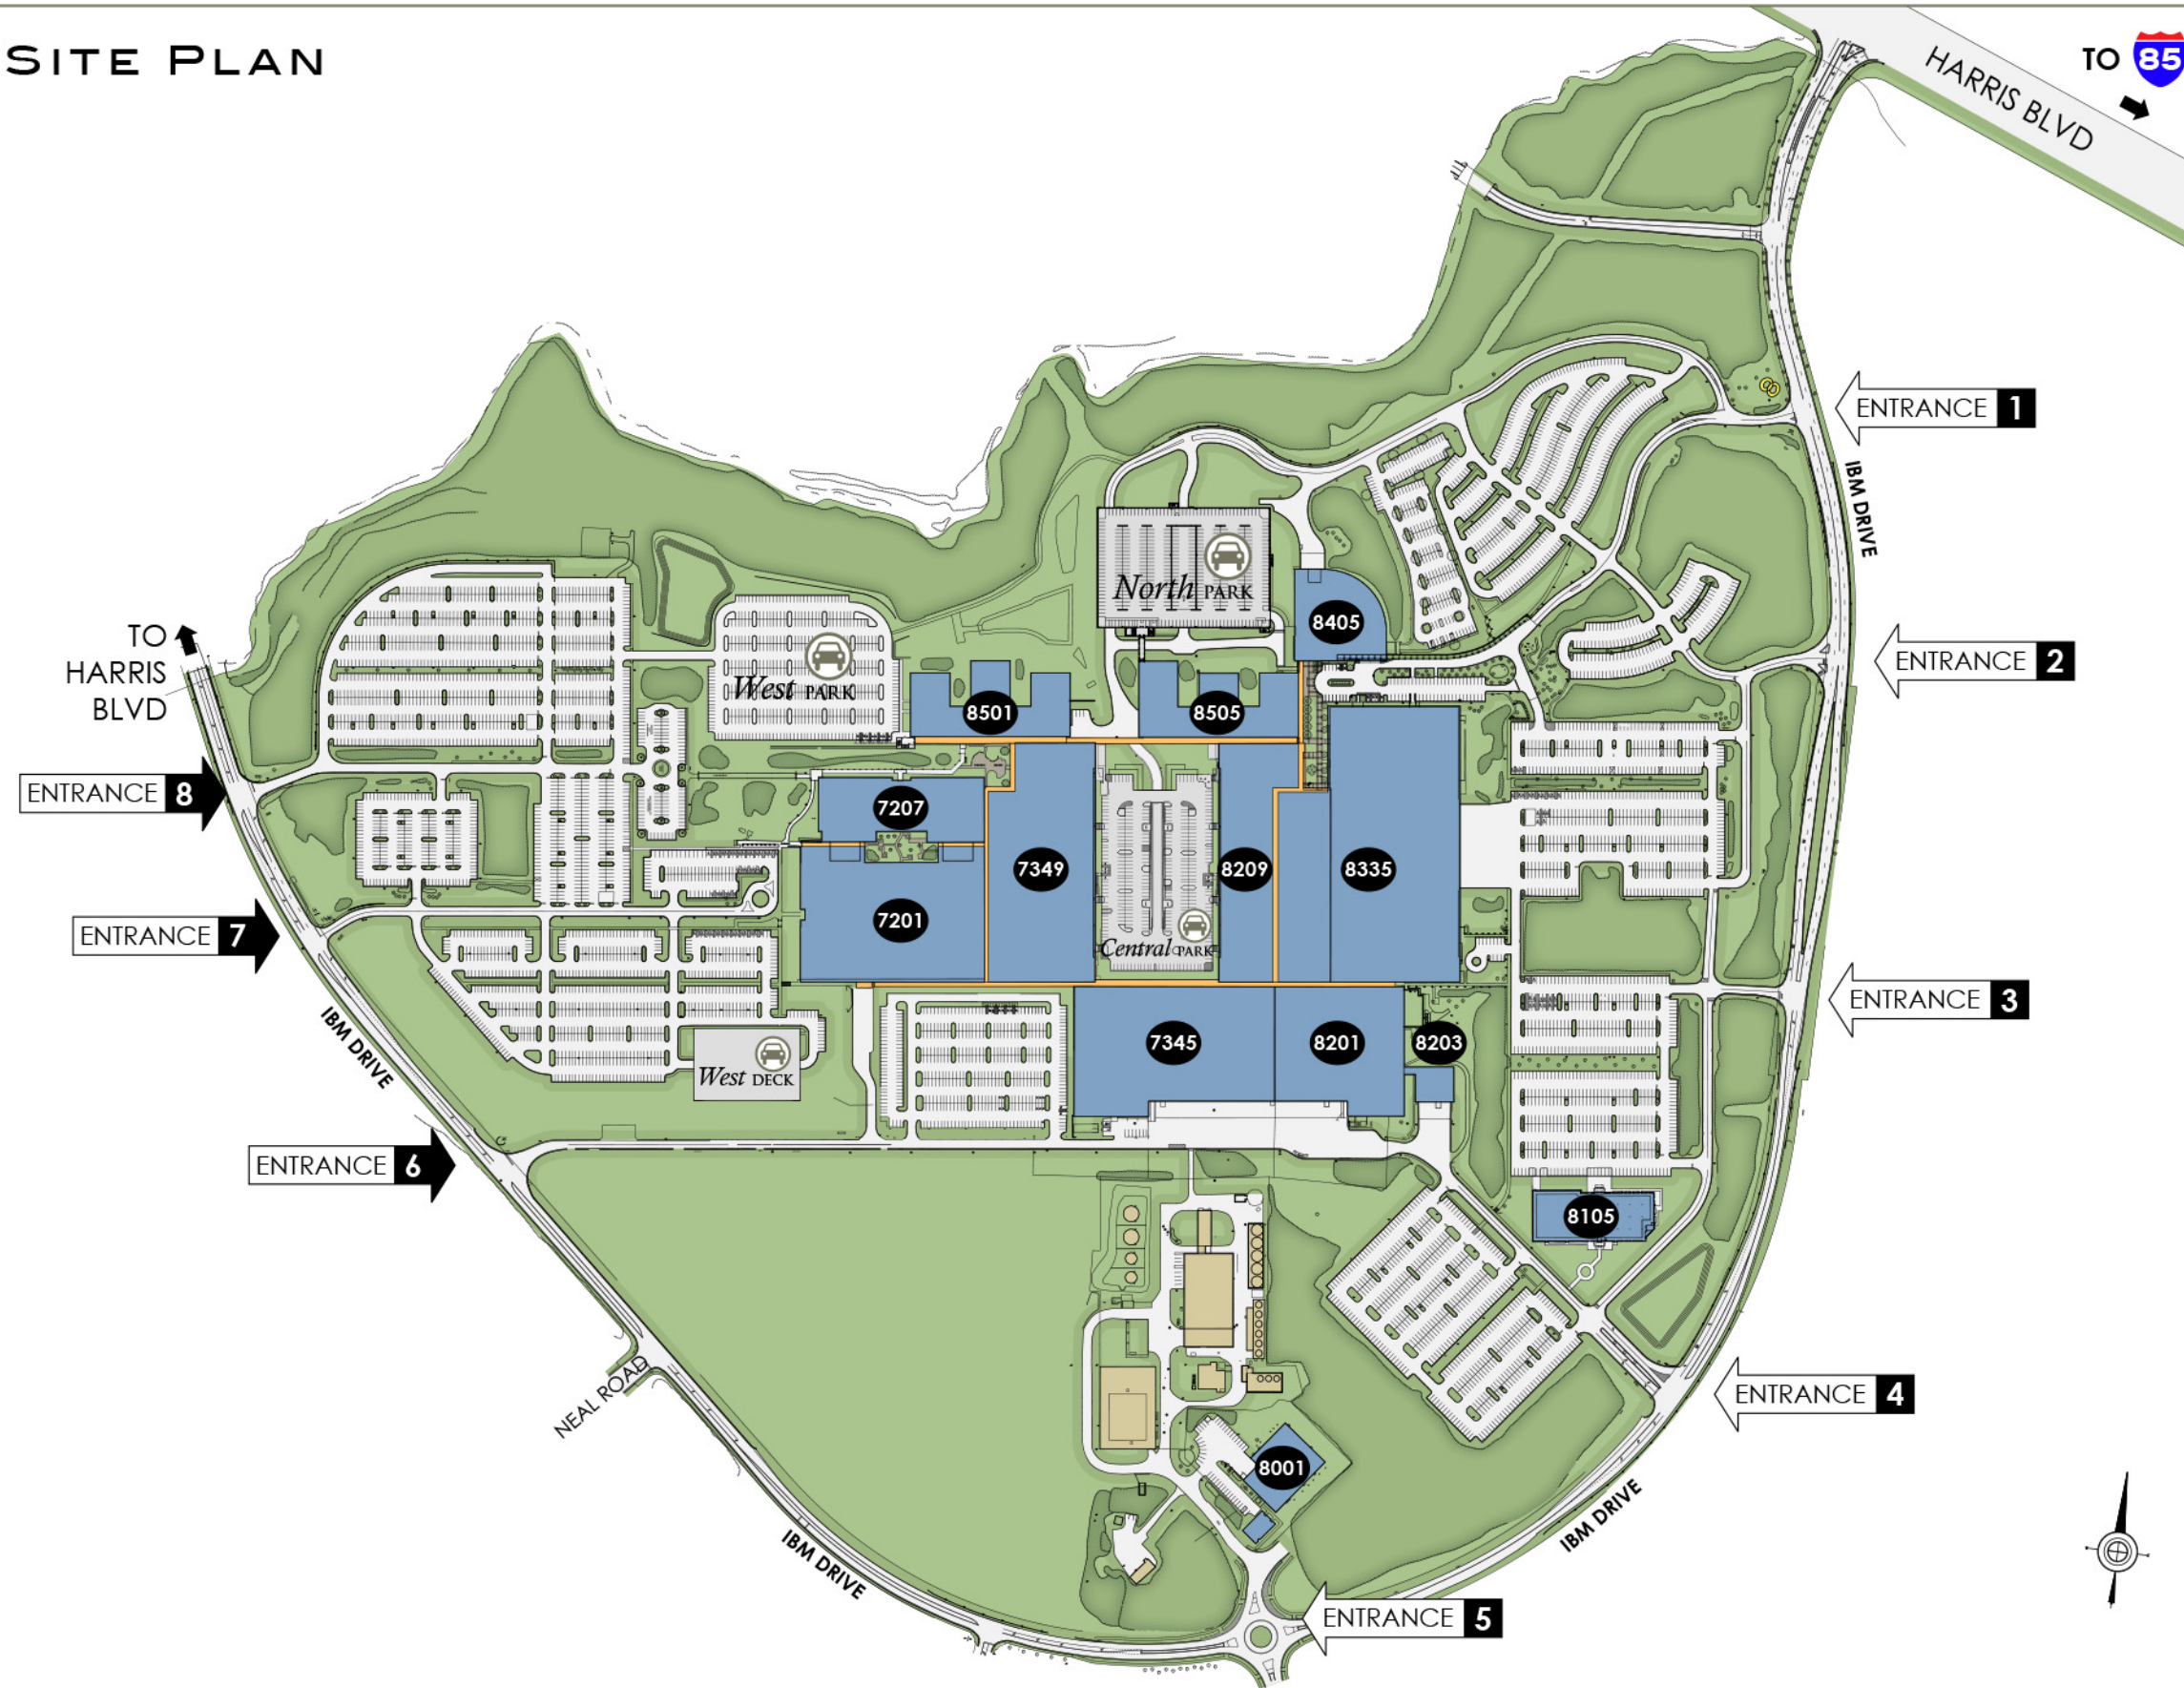 SITE PLAN
TO 85
HARRIS BLVD
ENTRANCE 1
IBM DRIVE
North PARK
8405
TO
HARRIS
BLVD
ENTRANCE 2
West PARK
8501
8505
ENTRANCE 8
7207
7349
8209
8335
7201
ENTRANCE 7
Central PARK
ENTRANCE 3
IBM DRIVE
7345
8201
8203
West DECK
ENTRANCE 6
8105
NEAL ROAD
ENTRANCE 4
8001
IBM DRIVE
IBM DRIVE
ENTRANCE 5